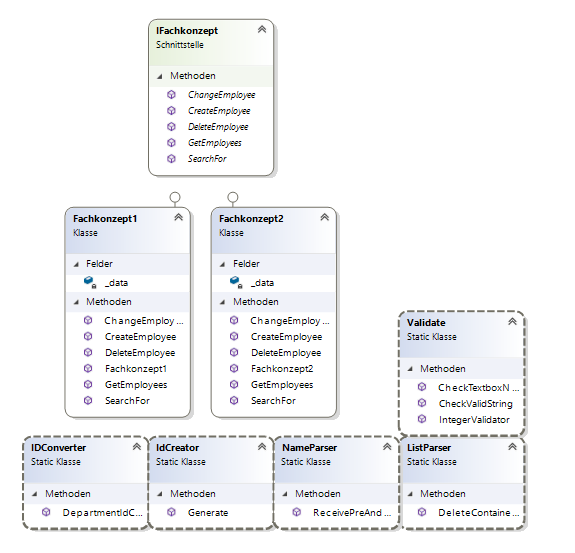 IFachkonzept
Schnittstelle
Methoden
ChangeEmployee
CreateEmployee
DeleteEmployee
GetEmployees
SearchFor
Fachkonzept1
Klasse
Felder
_data
Methoden
ChangeEmploy ...
CreateEmployee
DeleteEmployee
Fachkonzept1
GetEmployees
SearchFor
Fachkonzept2
Klasse
Felder
_data
Methoden
ChangeEmploy ...
CreateEmployee
DeleteEmployee
Fachkonzept2
GetEmployees
SearchFor
Validate
Static Klasse
Methoden
CheckTextboxN ...
CheckValidString
IntegerValidator
IDConverter
Static Klasse
Methoden
DepartmentIdC...
IdCreator
Static Klasse
Methoden
Generate
NameParser
Static Klasse
Methoden
ReceivePreAnd ...
ListParser
Static Klasse
Methoden
DeleteContaine ...